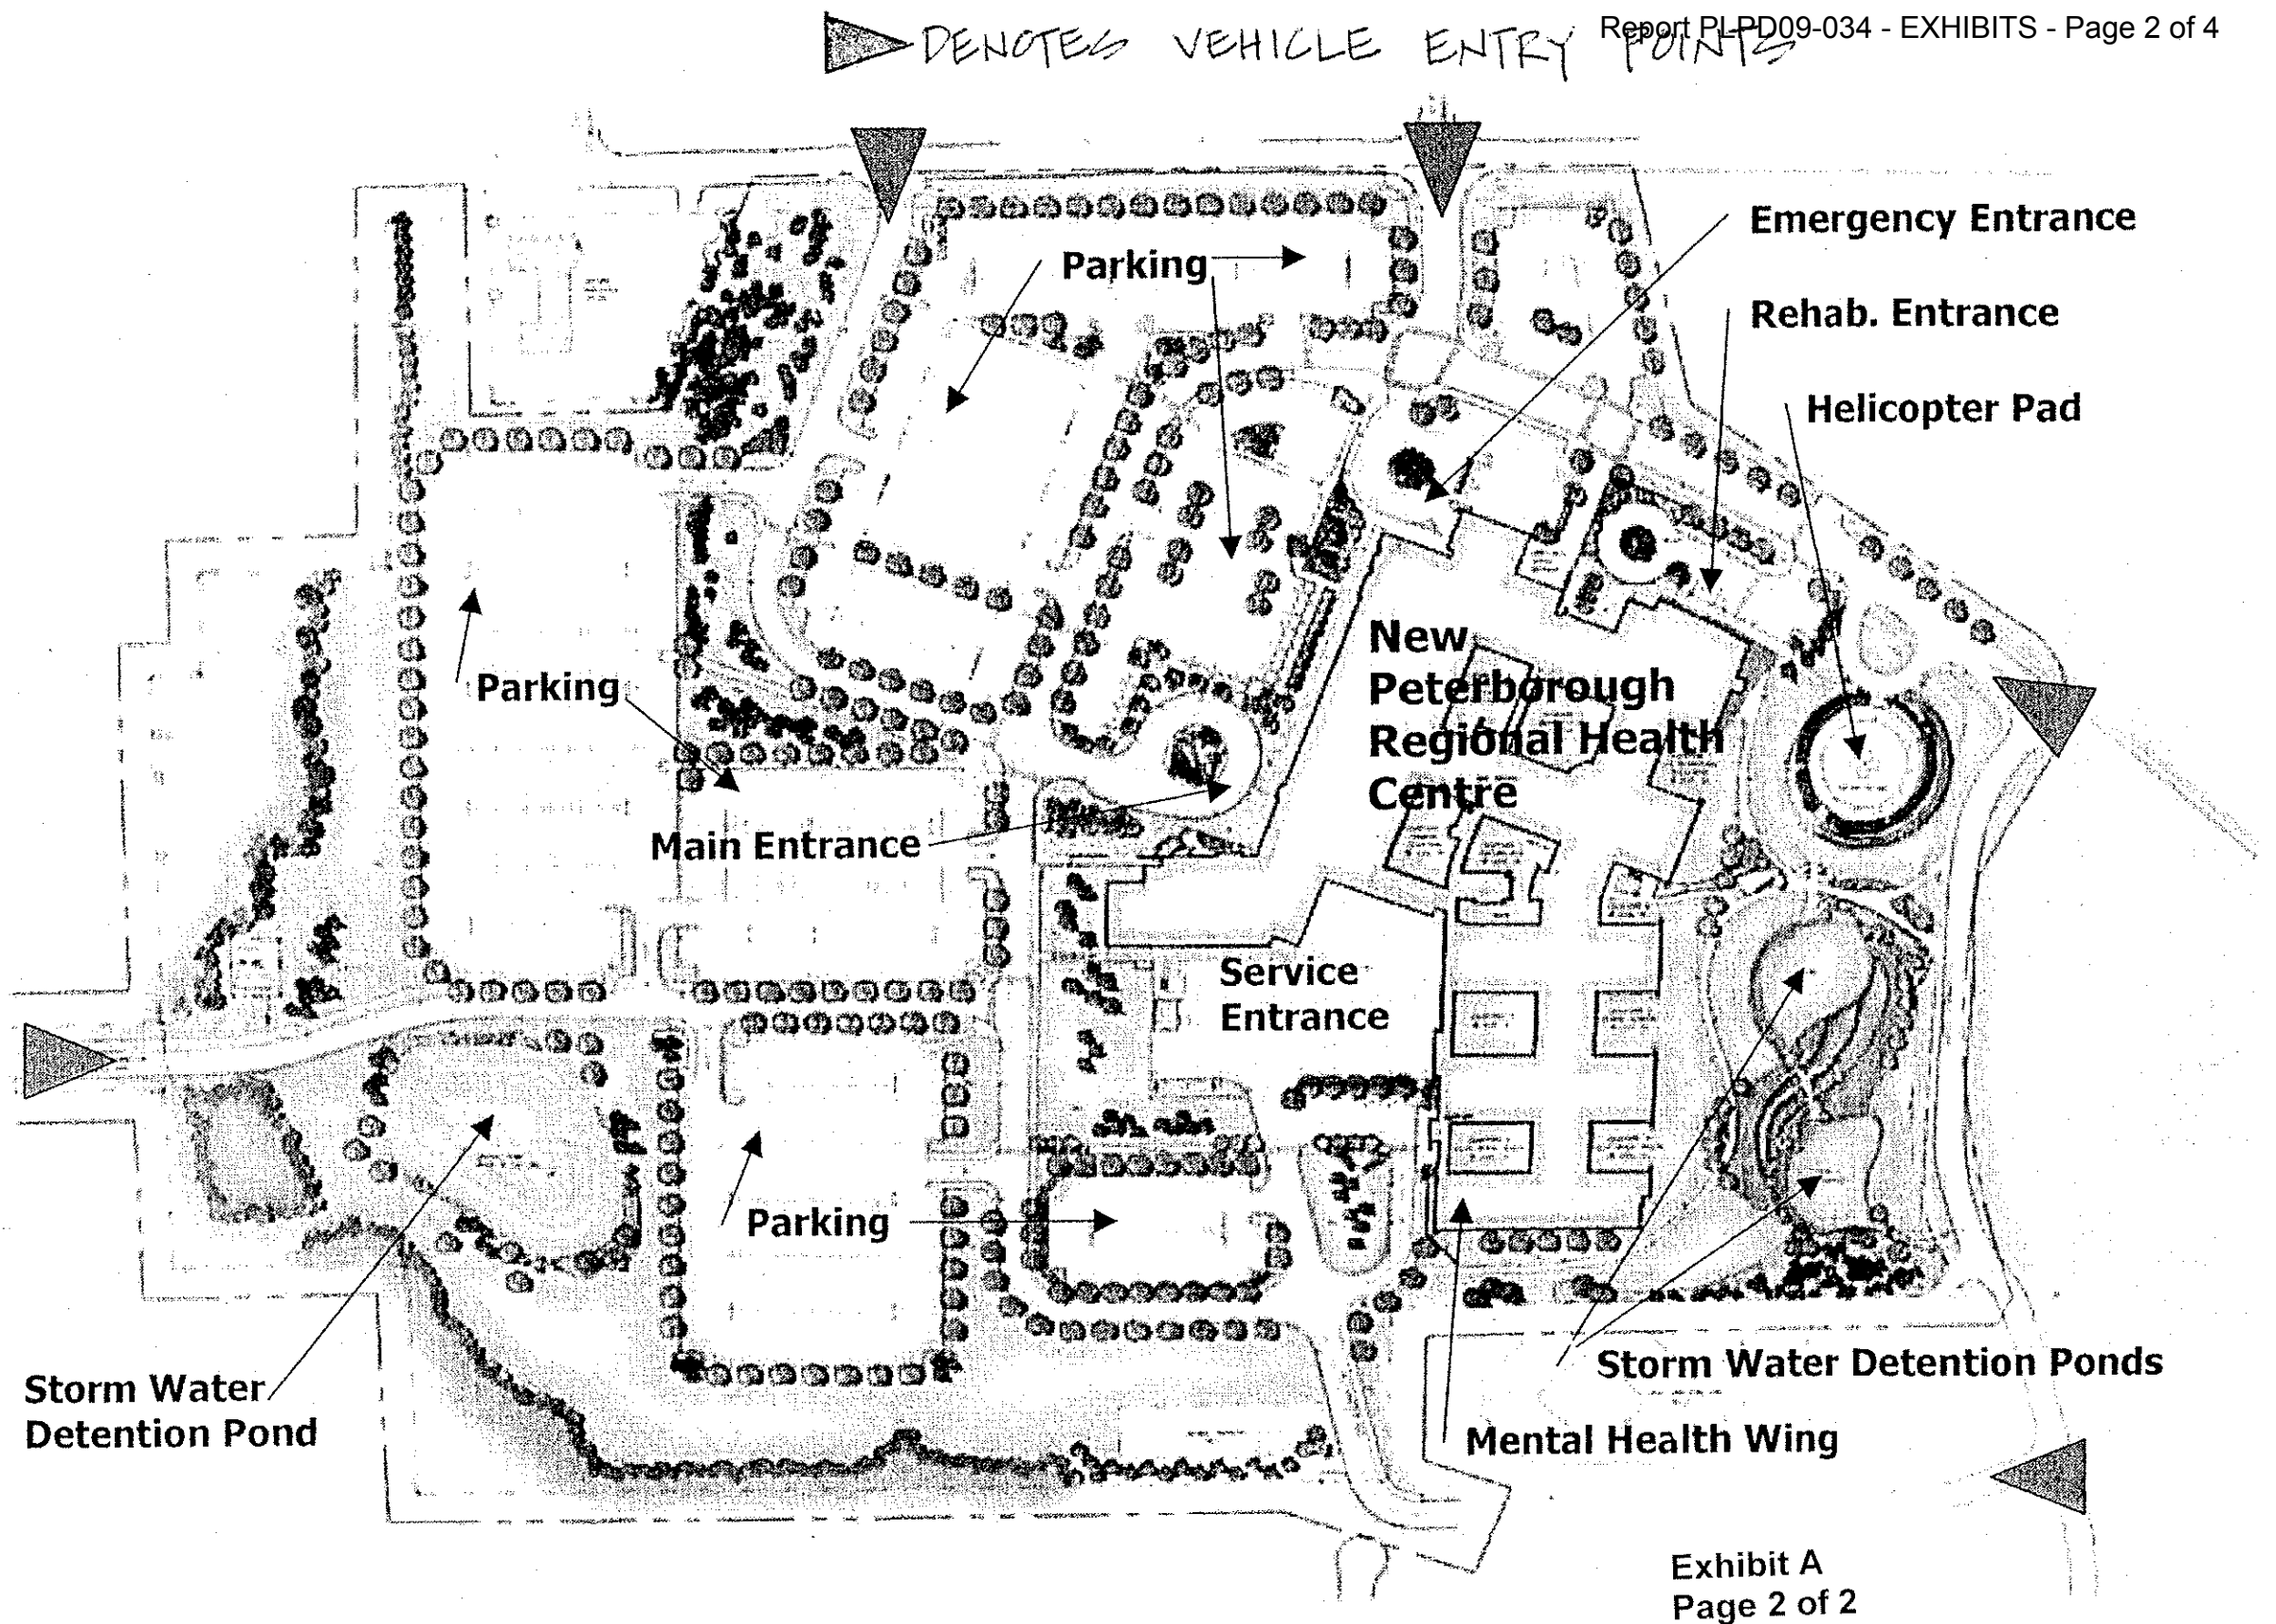 Report PLPD09-034 - EXHIBITS - Page 2 of 4
DENOTES VEHICLE ENTRY POINTS
Emergency Entrance
Parking
Rehab. Entrance
Helicopter Pad
New
Peterborough
Regional Health
Centre
Parking
Main Entrance
Service
Entrance
Parking
Storm Water Detention Ponds
Storm Water
Detention Pond
Mental Health Wing
Exhibit A
Page 2 of 2